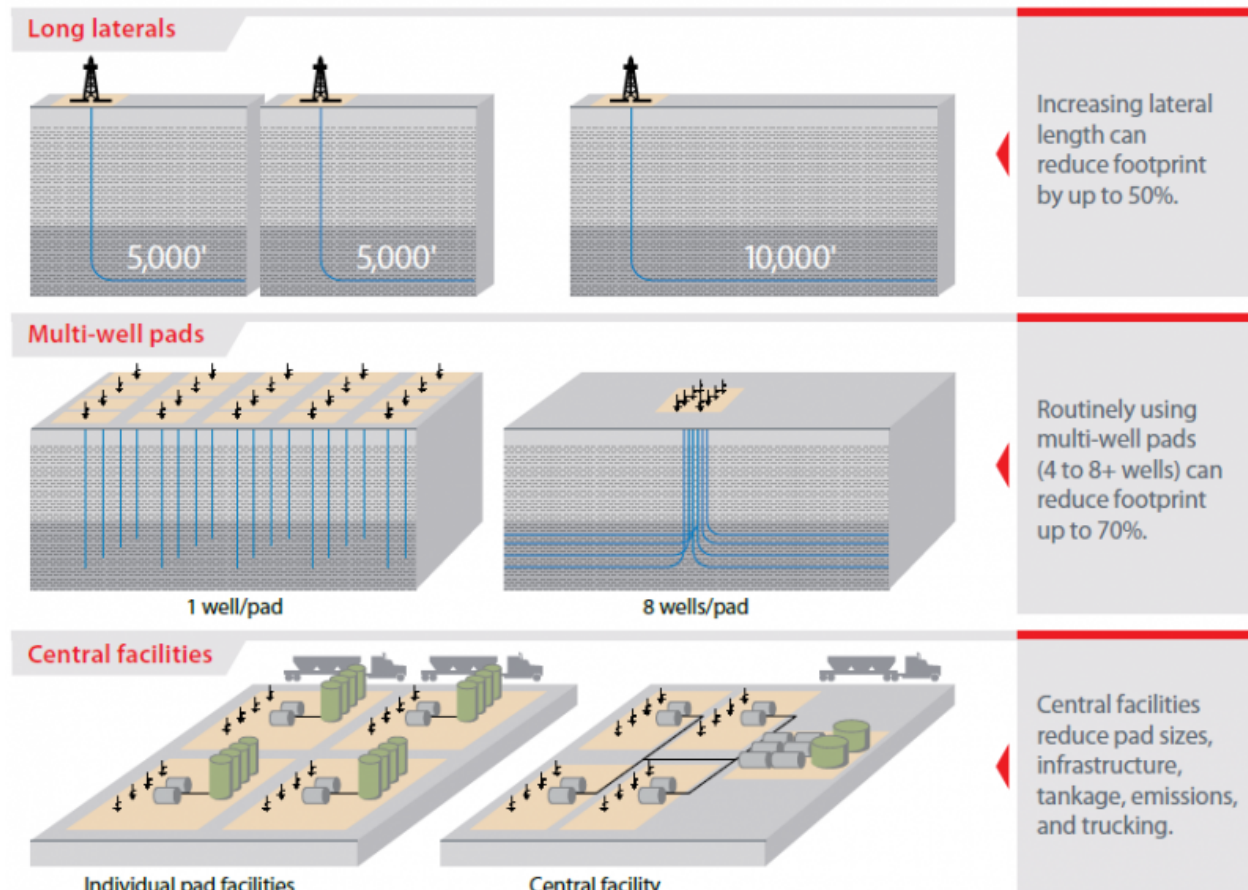 Long laterals
5,000'
5,000'
10,000'
Increasing lateral
length can
reduce footprint
by up to 50%.
Multi-well pads
1 well/pad
8 wells/pad
Routinely using
multi-well pads
(4 to 8+ wells) can
reduce footprint
up to 70%.
Central facilities
Individual pad facilities
Central facility
Central facilities
reduce pad sizes,
infrastructure,
tankage, emissions,
and trucking.